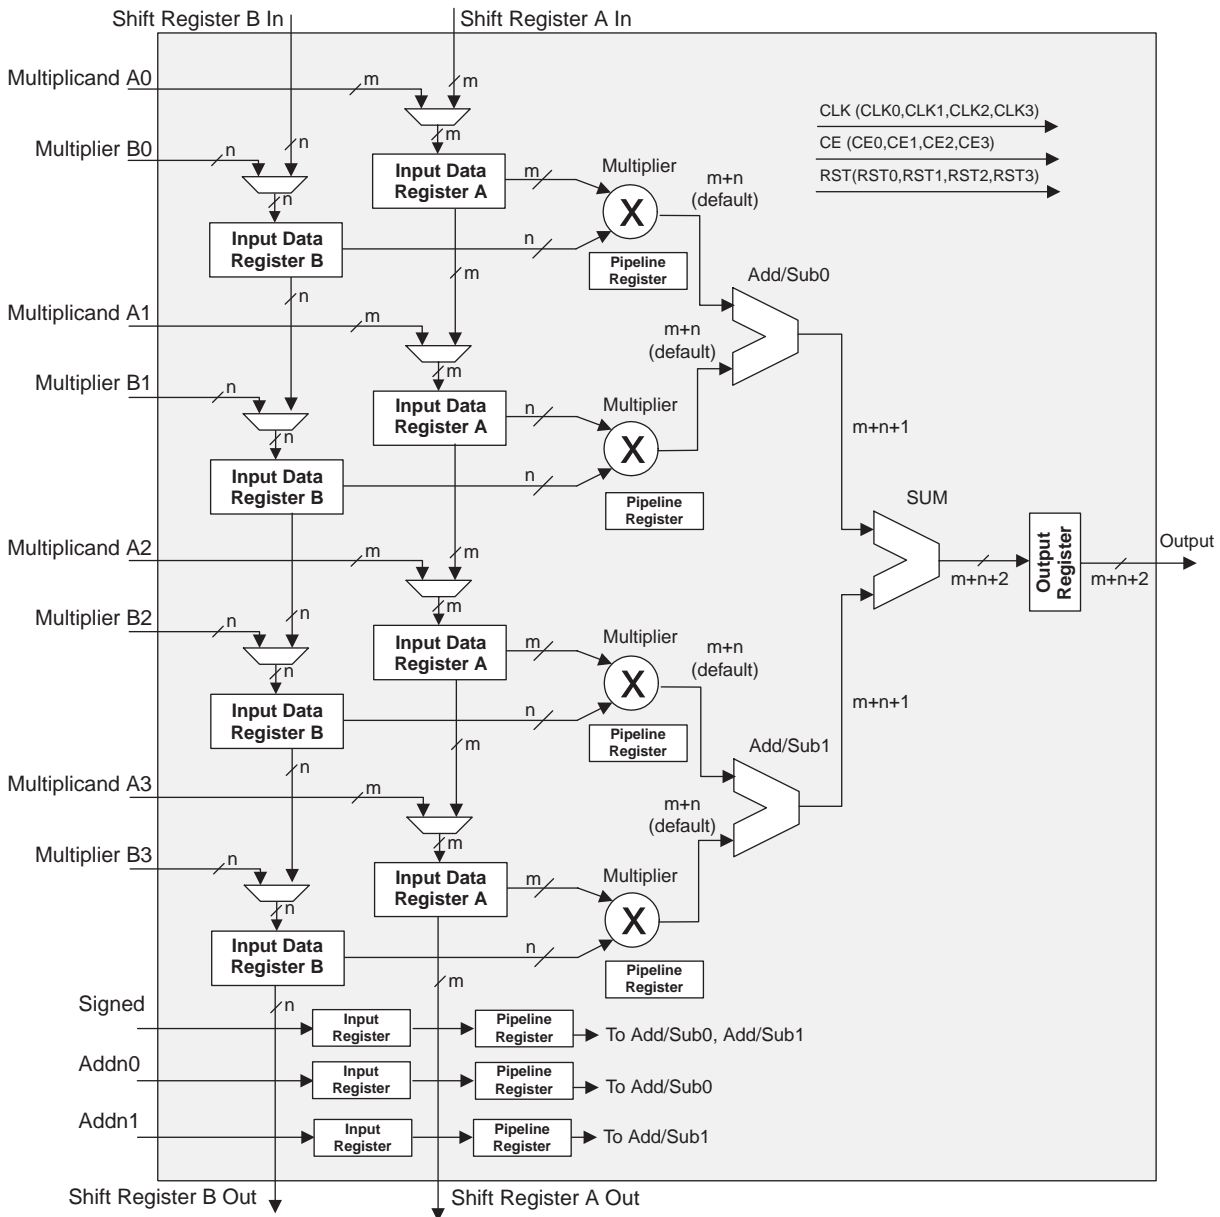 Shift Register B In
Shift Register A In
Multiplicand A0
m
m
CLK (CLK0,CLK1,CLK2,CLK3)
m
Multiplier B0
n
n
CE (CE0,CE1,CE2,CE3)
Input Data
Register A
m
Multiplier
m+n
(default)
RST(RST0,RST1,RST2,RST3)
n
X
Input Data
Register B
n
Pipeline
Register
m
Add/Sub0
n
Multiplicand A1
m
m+n
(default)
m
Multiplier B1
n
Input Data
Register A
n
Multiplier
m+n+1
n
X
Input Data
Register B
n
Pipeline
Register
SUM
Multiplicand A2
m
m
Output
m+n+2
Output
Register
m+n+2
m
Multiplier B2
n
n
Input Data
Register A
m
Multiplier
m+n
(default)
n
X
m+n+1
Input Data
Register B
n
Pipeline
Register
m
Add/Sub1
n
Multiplicand A3
m
m+n
(default)
m
Multiplier B3
n
Input Data
Register A
m
Multiplier
n
X
Input Data
Register B
n
Pipeline
Register
m
n
Signed
Input
Register
Pipeline
Register
To Add/Sub0, Add/Sub1
Addn0
Input
Register
Pipeline
Register
To Add/Sub0
Addn1
Input
Register
Pipeline
Register
To Add/Sub1
Shift Register B Out
Shift Register A Out